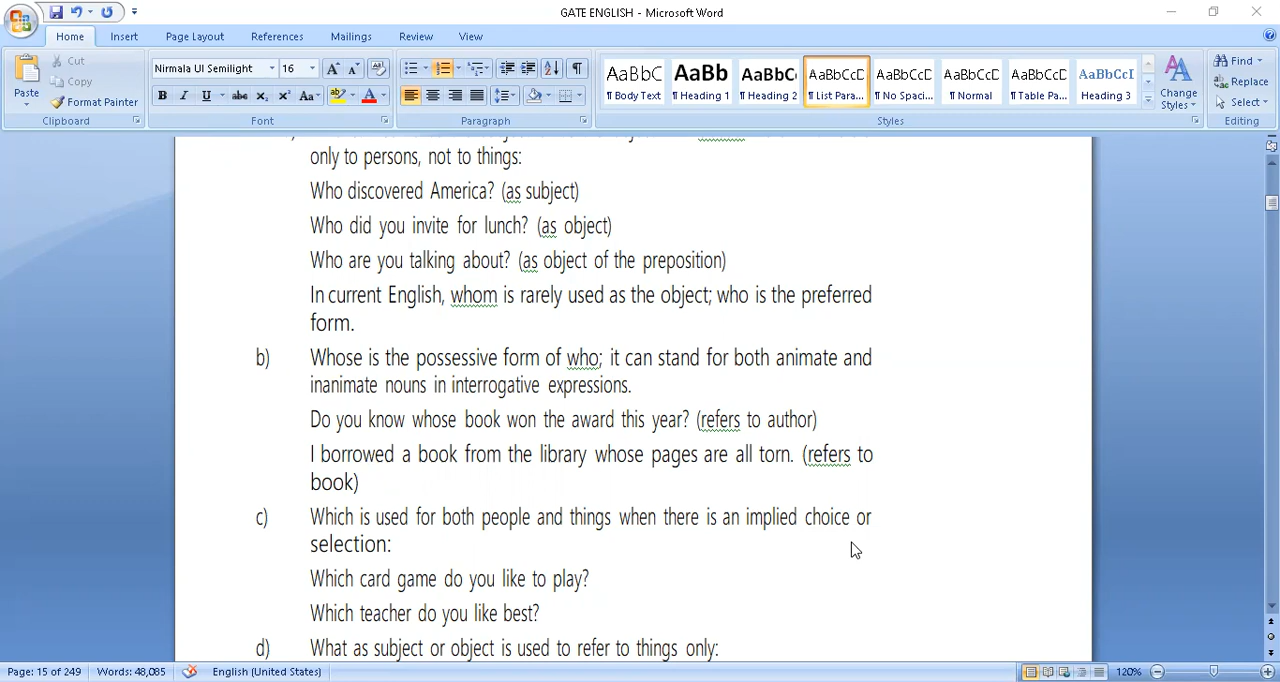 GATE ENGLISH - Microsoft Word
Home Insert Page Layout References Mailings Review View
Paste
Cut
Copy
Format Painter
Clipboard
Nirmala UI Semilight 16
Font
Paragraph
AaBbC AaBb AaBbC AaBbCcD AaBbCcD AaBbCcD AaBbCcD AaBbCcI
¶ Body Text ¶ Heading 1 ¶ Heading 2 ¶ List Para... ¶ No Spaci... ¶ Normal ¶ Table Pa... Heading 3
Change Styles
Styles
Find
Replace
Select
Editing
only to persons, not to things:
Who discovered America? (as subject)
Who did you invite for lunch? (as object)
Who are you talking about? (as object of the preposition)
In current English, whom is rarely used as the object; who is the preferred
form.
b) Whose is the possessive form of who; it can stand for both animate and
inanimate nouns in interrogative expressions.
Do you know whose book won the award this year? (refers to author)
I borrowed a book from the library whose pages are all torn. (refers to
book)
c) Which is used for both people and things when there is an implied choice or
selection:
Which card game do you like to play?
Which teacher do you like best?
d) What as subject or object is used to refer to things only:
Page: 15 of 249 Words: 48,085 English (United States) 120%